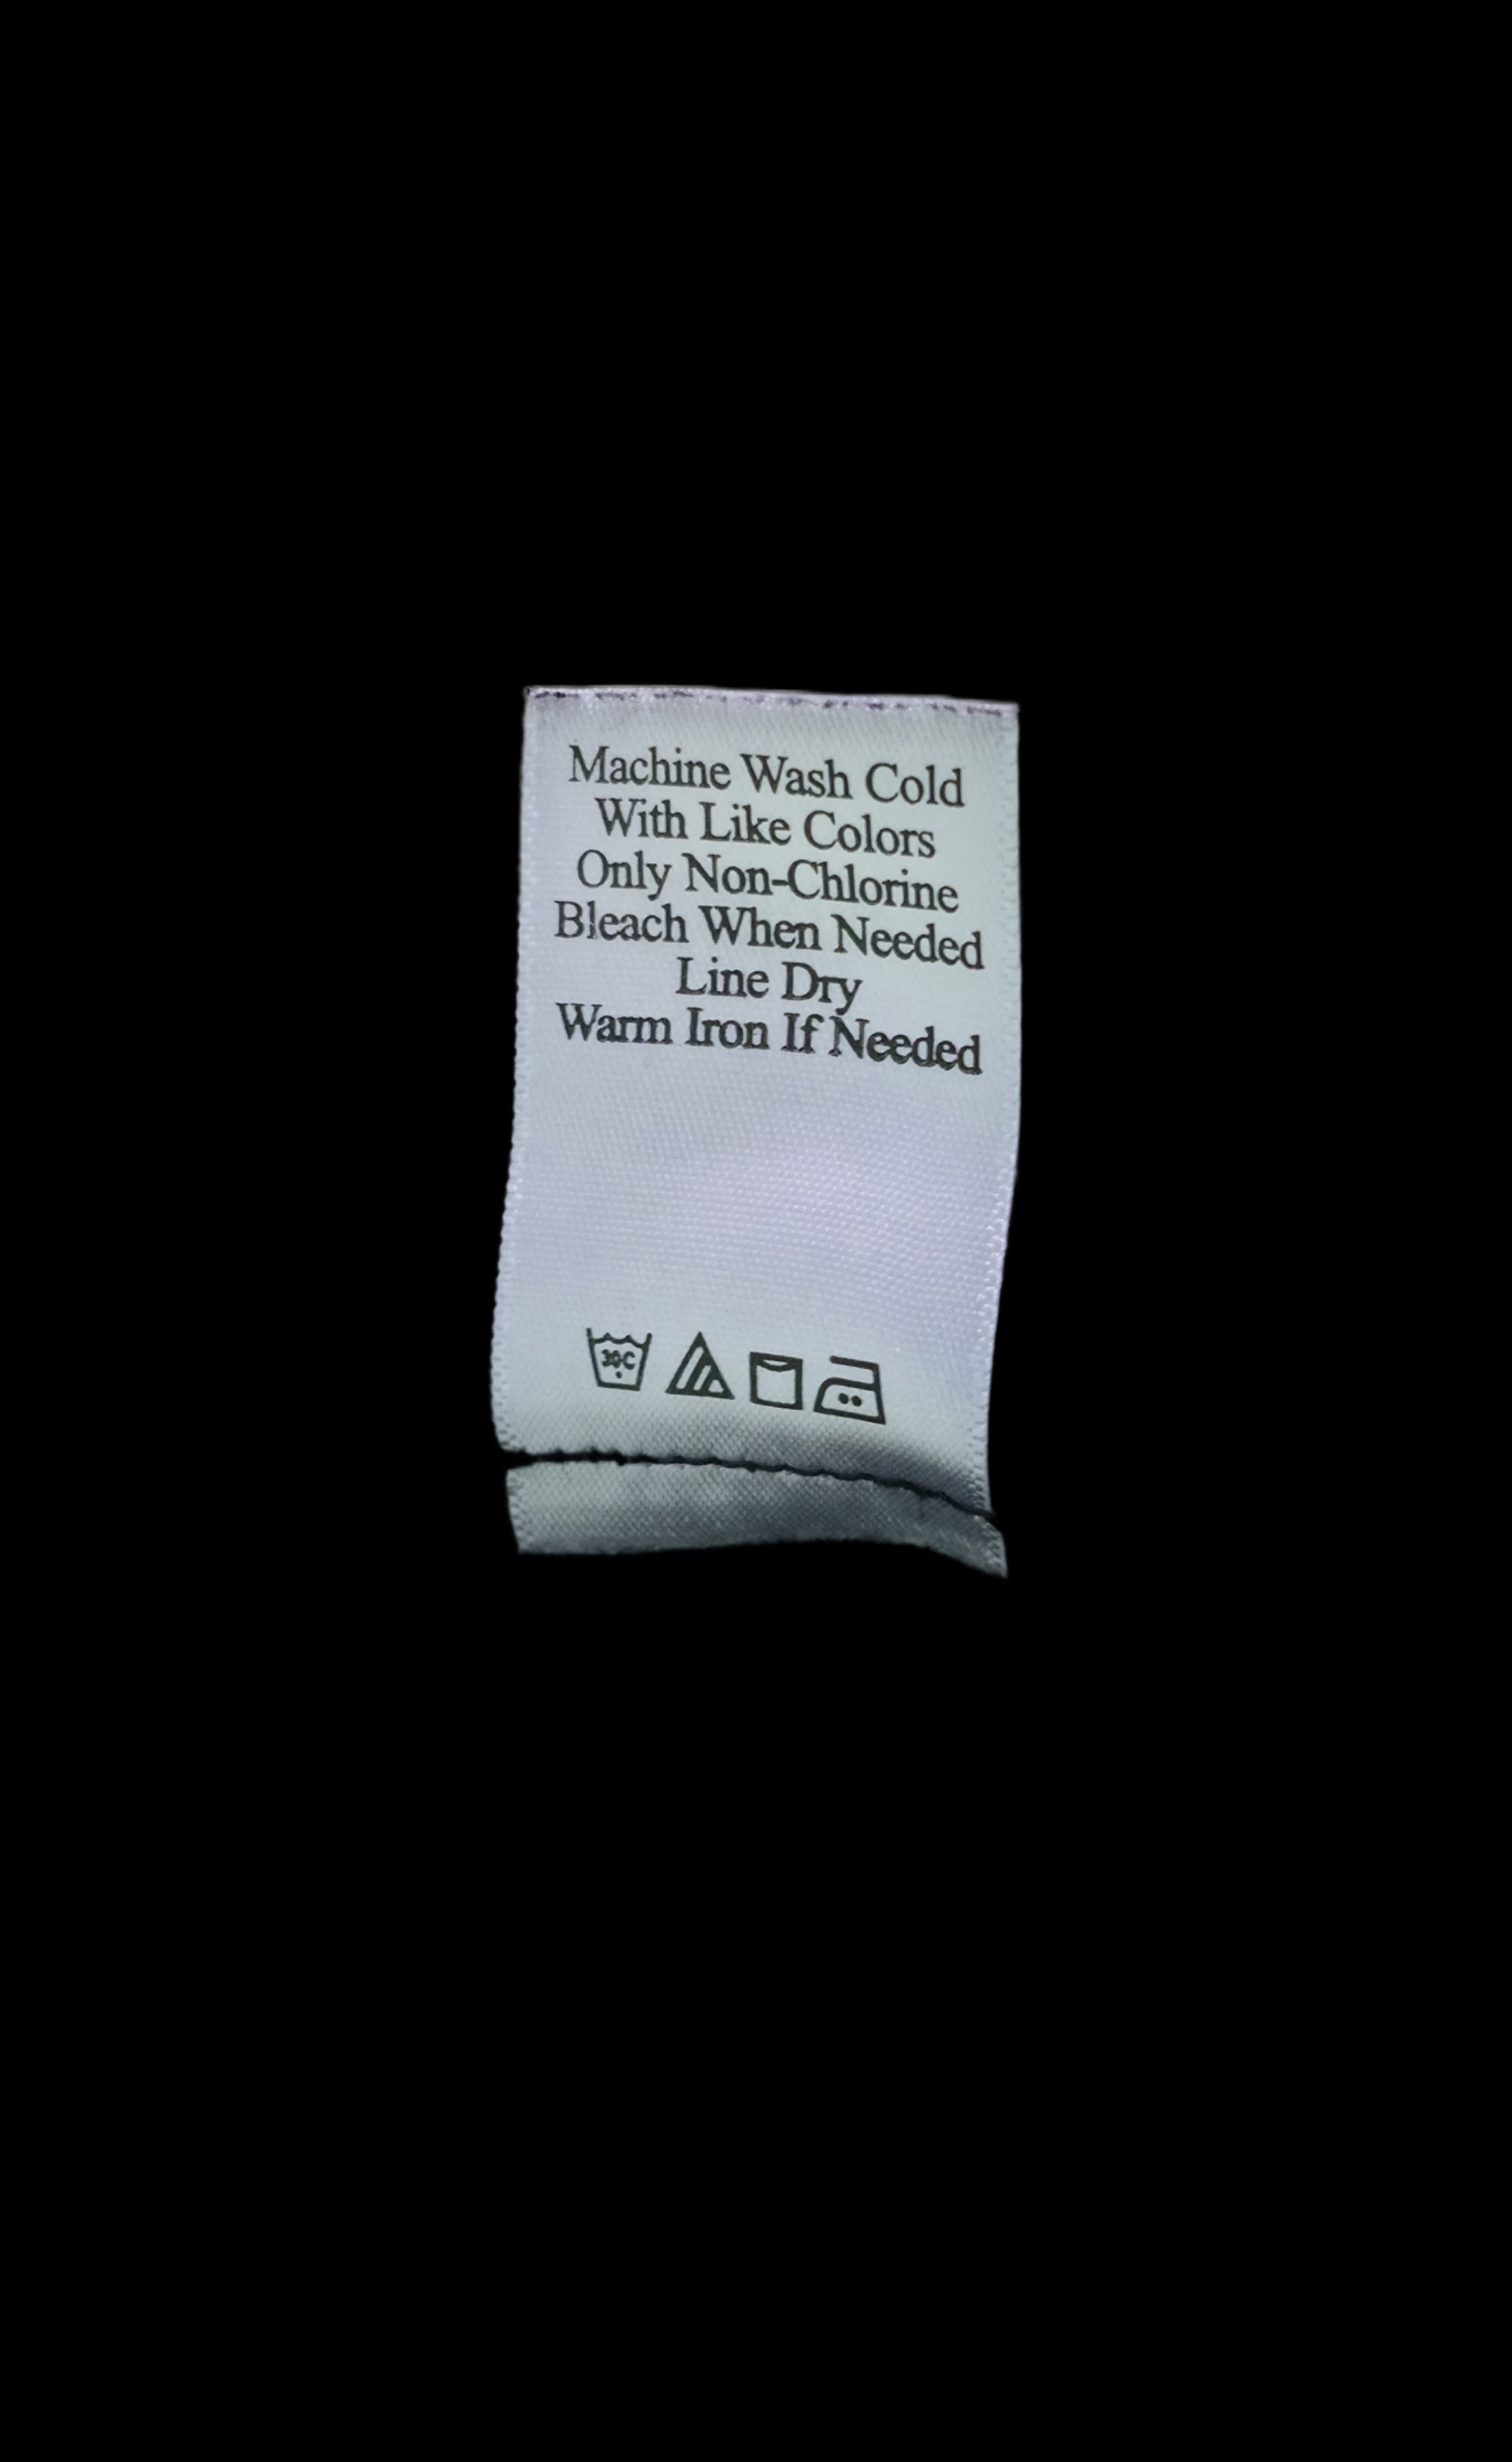 Machine Wash Cold
With Like Colors
Only Non-Chlorine
Bleach When Needed
Line Dry
Warm Iron If Needed
30C